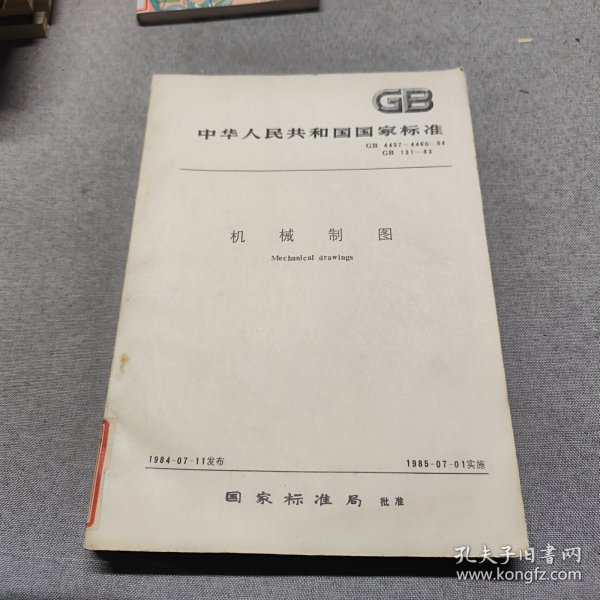 GB
中华人民共和国国家标准
GB 4457~4460—84
GB 131—83
机械制图
Mechanical drawings
1984-07-11发布
1985-07-01实施
国家标准局 批准
孔夫子旧书网
www.kongfz.com